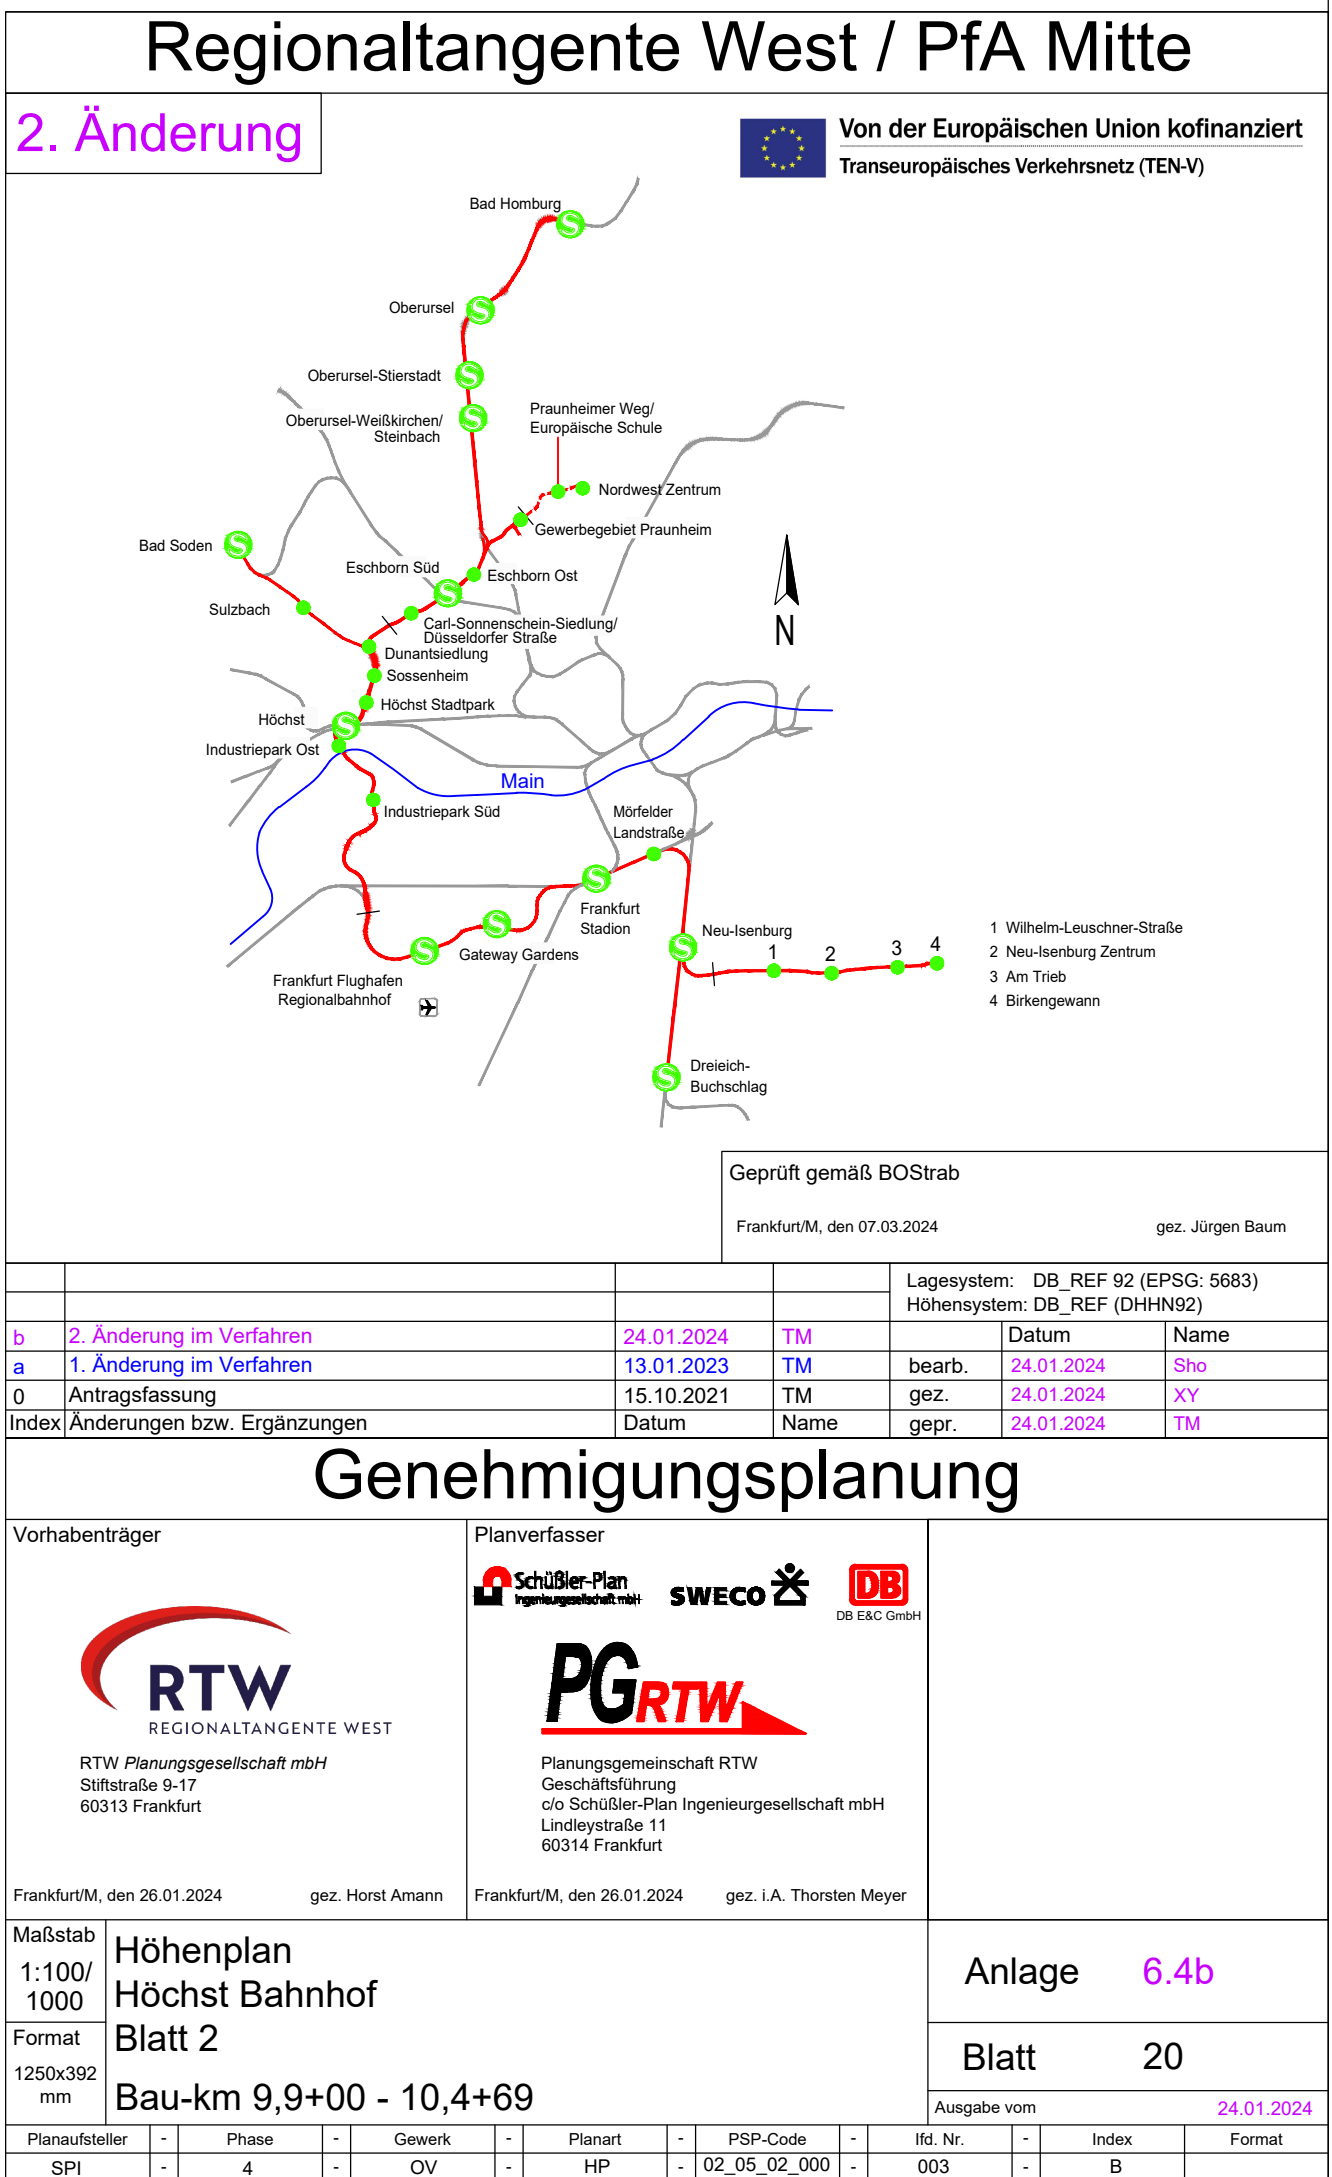 Regionaltangente West / PfA Mitte
2. Änderung
Von der Europäischen Union kofinanziert
Transeuropäisches Verkehrsnetz (TEN-V)
Bad Homburg
Oberursel
Oberursel-Stierstadt
Oberursel-Weißkirchen/
Steinbach
Praunheimer Weg/
Europäische Schule
Nordwest Zentrum
Gewerbegebiet Praunheim
Bad Soden
Eschborn Süd
Eschborn Ost
Sulzbach
Carl-Sonnenschein-Siedlung/
Düsseldorfer Straße
Dunantsiedlung
Sossenheim
Höchst Stadtpark
Höchst
Industriepark Ost
N
Main
Industriepark Süd
Mörfelder
Landstraße
Frankfurt
Stadion
Gateway Gardens
Frankfurt Flughafen
Regionalbahnhof
Neu-Isenburg
1 2 3 4
1 Wilhelm-Leuschner-Straße
2 Neu-Isenburg Zentrum
3 Am Trieb
4 Birkengewann
Dreieich-
Buchschlag
Geprüft gemäß BOStrab
Frankfurt/M, den 07.03.2024 gez. Jürgen Baum
Lagesystem: DB_REF 92 (EPSG: 5683)
Höhensystem: DB_REF (DHHN92)
b 2. Änderung im Verfahren 24.01.2024 TM Datum Name
a 1. Änderung im Verfahren 13.01.2023 TM bearb. 24.01.2024 Sho
0 Antragsfassung 15.10.2021 TM gez. 24.01.2024 XY
Index Änderungen bzw. Ergänzungen Datum Name gepr. 24.01.2024 TM
Genehmigungsplanung
Vorhabenträger
RTW
REGIONALTANGENTE WEST
RTW Planungsgesellschaft mbH
Stiftstraße 9-17
60313 Frankfurt
Frankfurt/M, den 26.01.2024 gez. Horst Amann
Planverfasser
Schüßler-Plan
Ingenieurgesellschaft mbH
SWECO
DB
DB E&C GmbH
PG RTW
Planungsgemeinschaft RTW
Geschäftsführung
c/o Schüßler-Plan Ingenieurgesellschaft mbH
Lindleystraße 11
60314 Frankfurt
Frankfurt/M, den 26.01.2024 gez. i.A. Thorsten Meyer
Maßstab
1:100/
1000
Format
1250x392
mm
Höhenplan
Höchst Bahnhof
Blatt 2
Bau-km 9,9+00 - 10,4+69
Anlage 6.4b
Blatt 20
Ausgabe vom 24.01.2024
Planaufsteller - Phase - Gewerk - Planart - PSP-Code - lfd. Nr. - Index Format
SPI - 4 - OV - HP - 02_05_02_000 - 003 - B